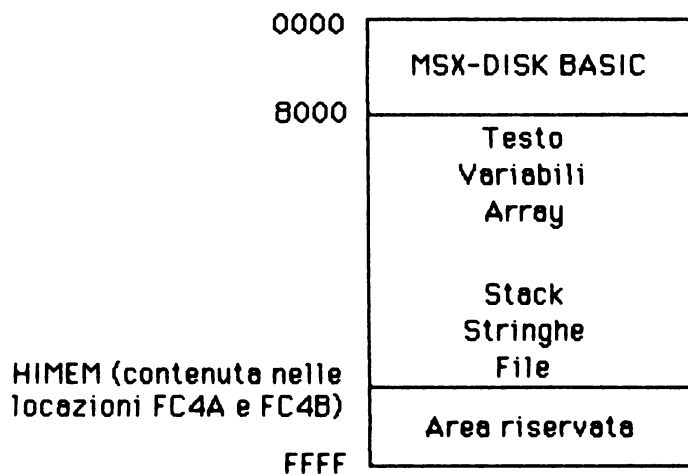 0000
MSX-DISK BASIC
8000
Testo
Variabili
Array
Stack
Stringhe
File
HIMEM (contenuta nelle
locazioni FC4A e FC4B)
Area riservata
FFFF